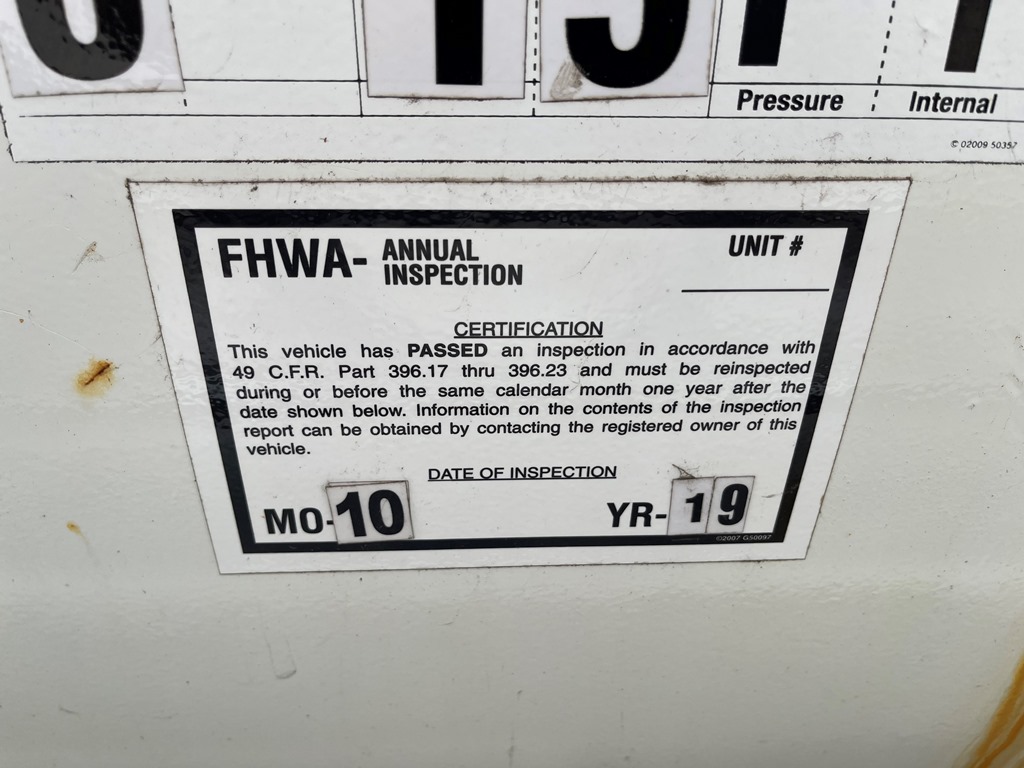 Pressure Internal
© 02009 50357
FHWA- ANNUAL INSPECTION UNIT #
CERTIFICATION
This vehicle has PASSED an inspection in accordance with
49 C.F.R. Part 396.17 thru 396.23 and must be reinspected
during or before the same calendar month one year after the
date shown below. Information on the contents of the inspection
report can be obtained by contacting the registered owner of this
vehicle.
DATE OF INSPECTION
MO-10 YR-19
©2007 G50097